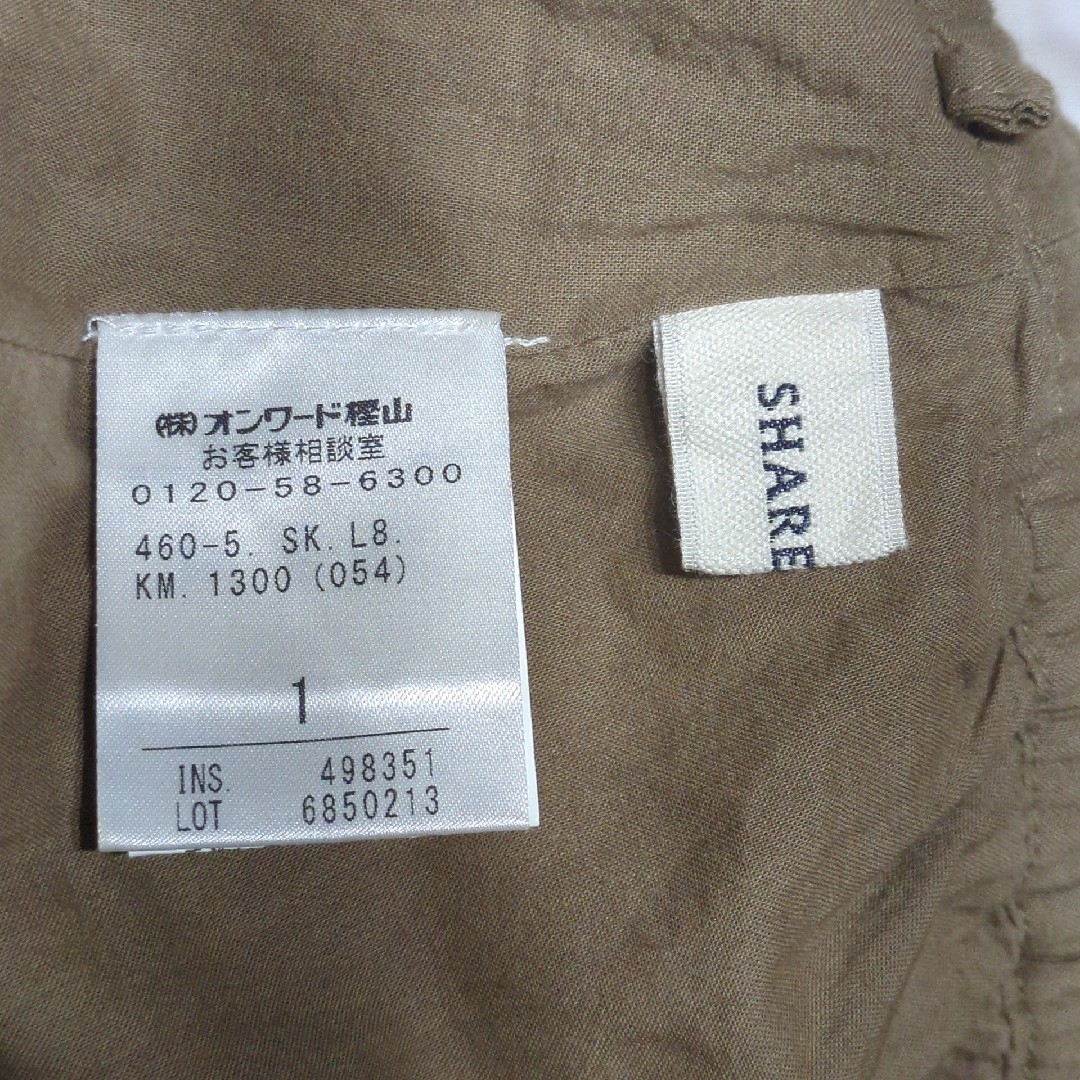 ㈱オンワード樫山
お客様相談室
0120-58-6300
460-5. SK. L8.
KM. 1300 (054)
1
INS. 498351
LOT 6850213
SHARE